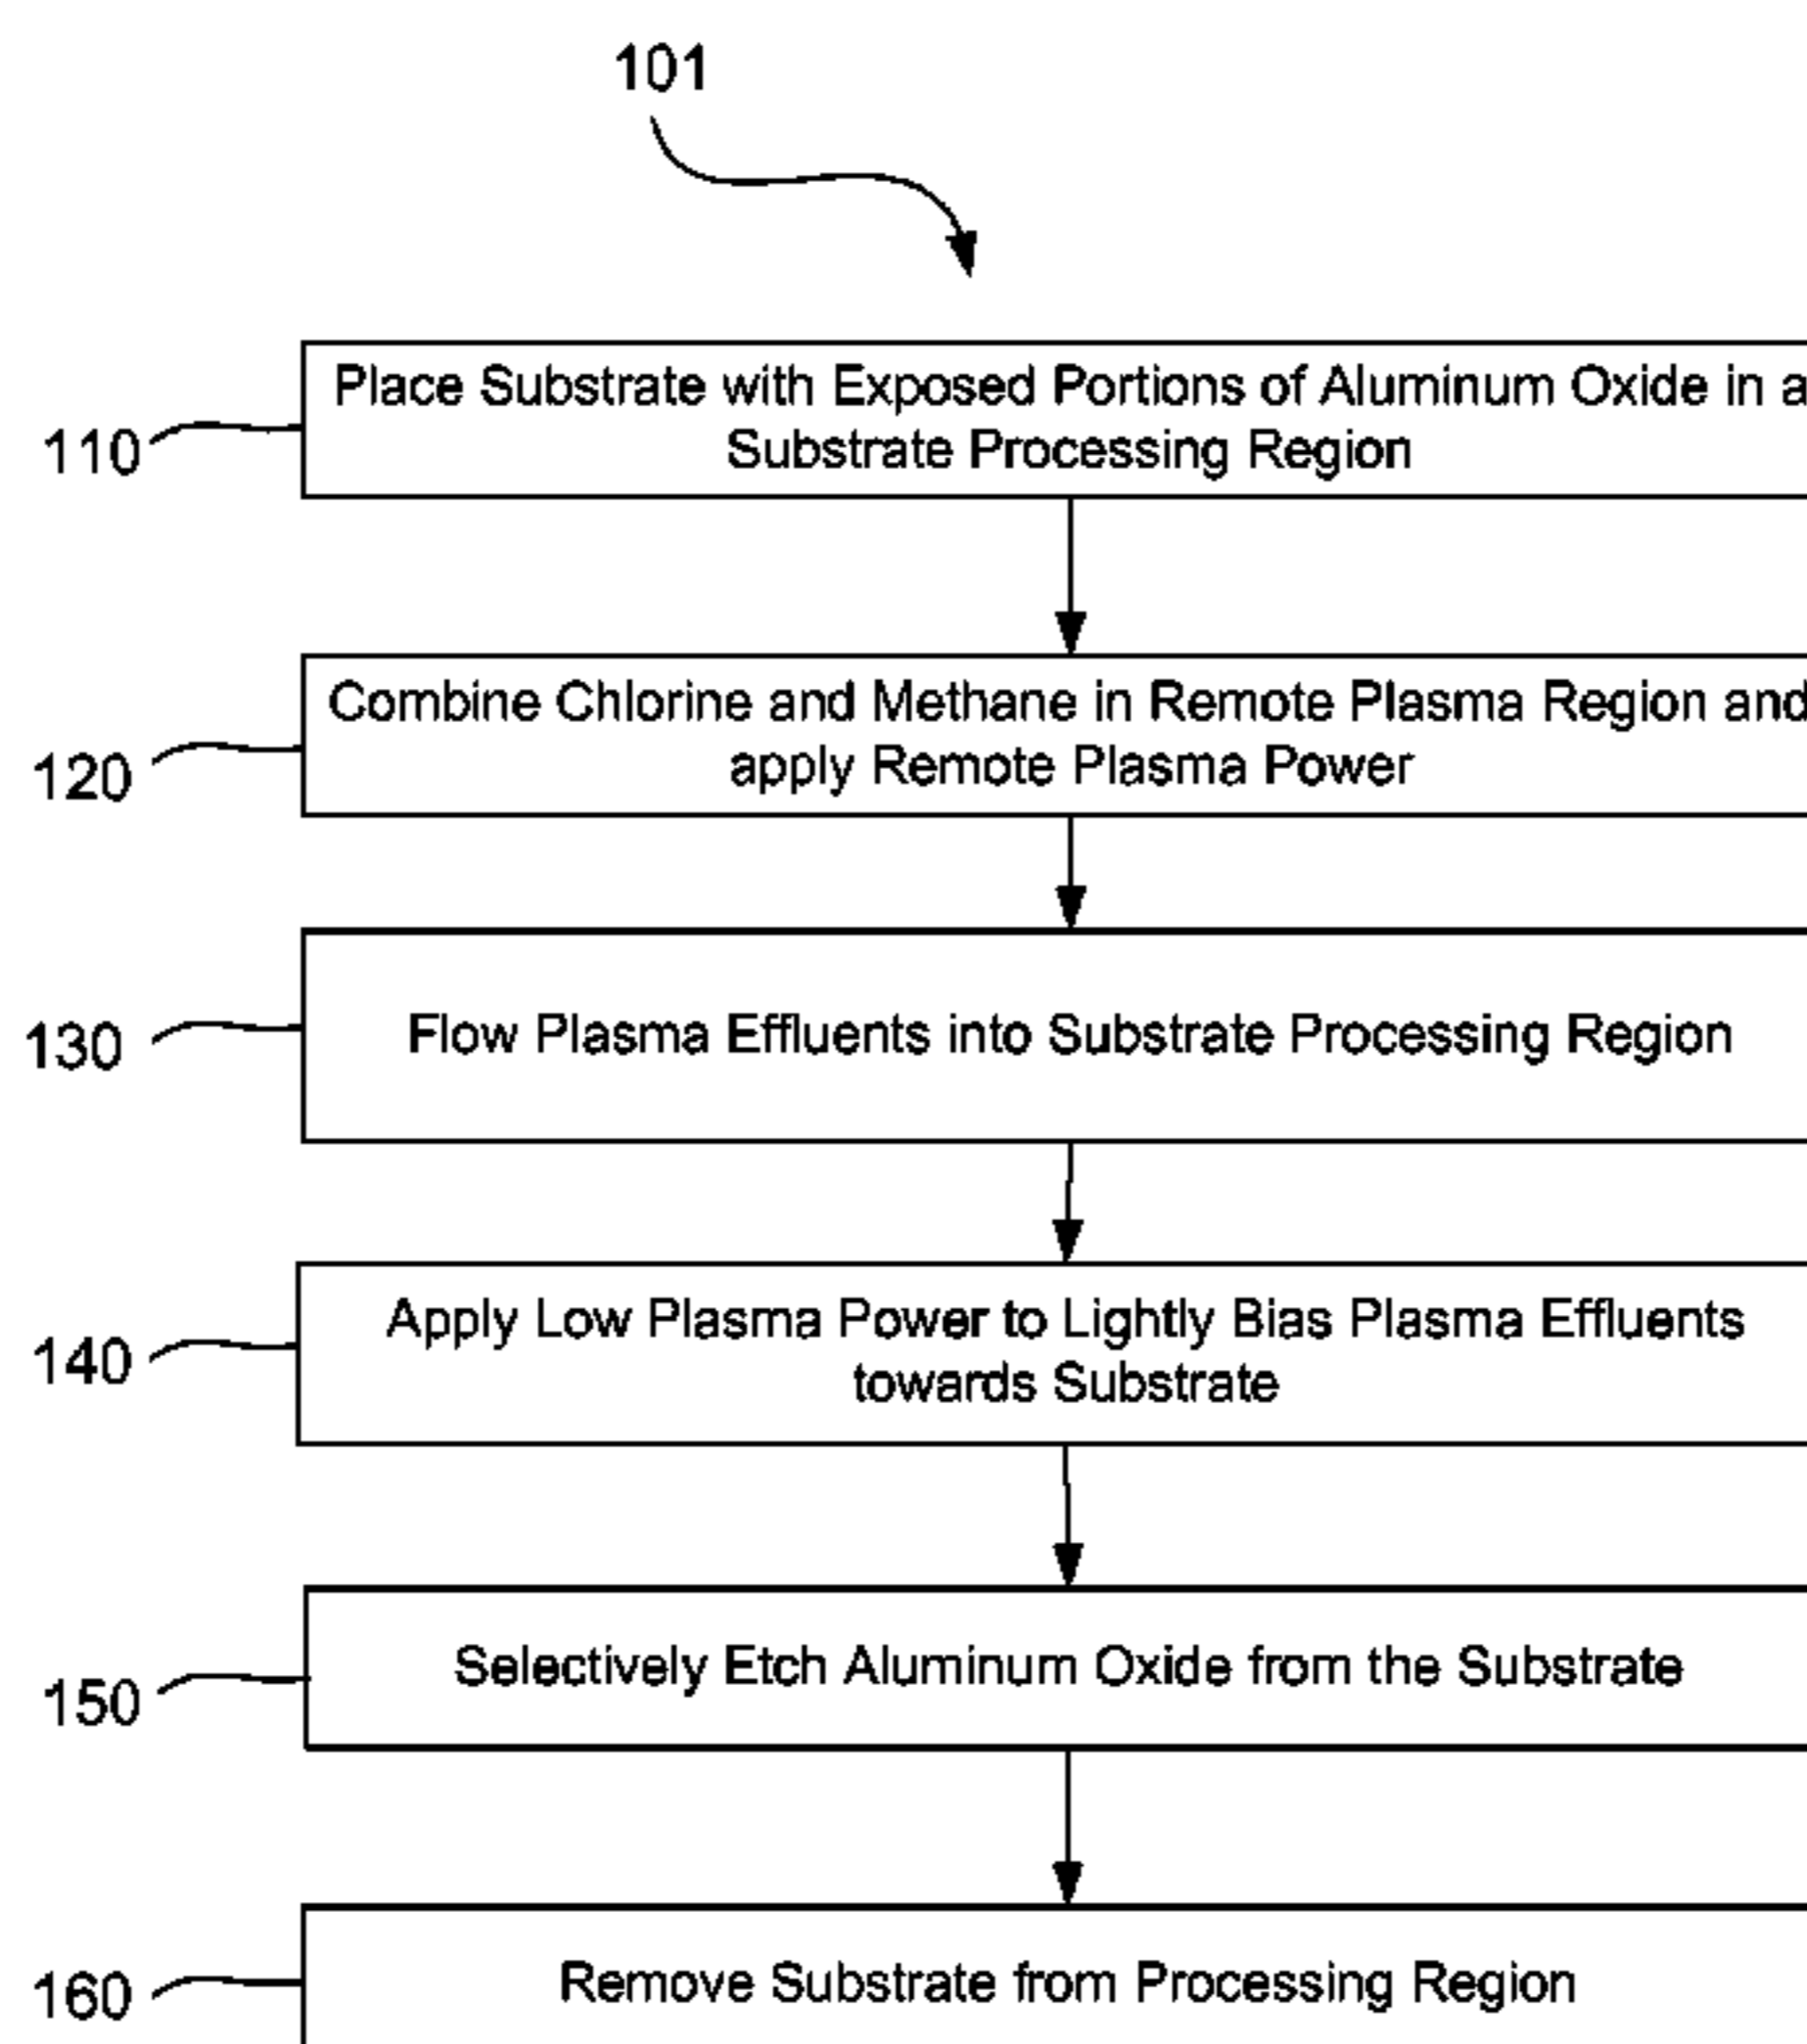 101
110
Place Substrate with Exposed Portions of Aluminum Oxide in a
Substrate Processing Region
120
Combine Chlorine and Methane in Remote Plasma Region and
apply Remote Plasma Power
130
Flow Plasma Effluents into Substrate Processing Region
140
Apply Low Plasma Power to Lightly Bias Plasma Effluents
towards Substrate
150
Selectively Etch Aluminum Oxide from the Substrate
160
Remove Substrate from Processing Region